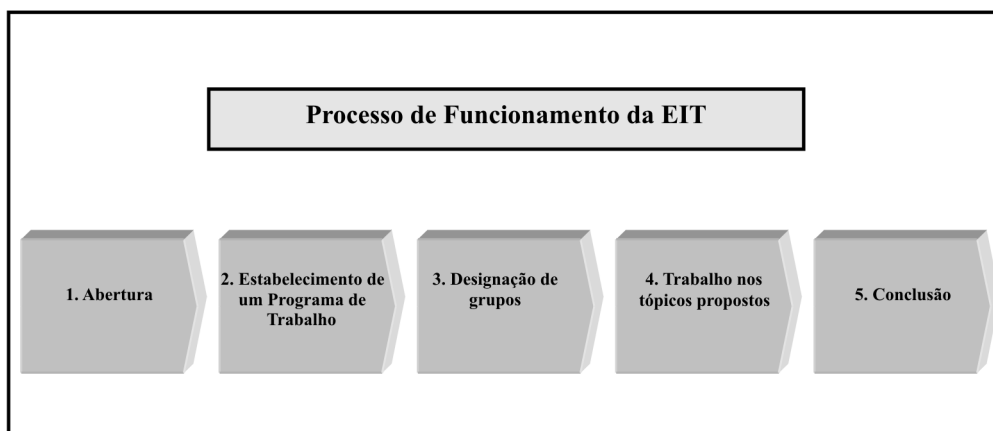 Processo de Funcionamento da EIT
1. Abertura
2. Estabelecimento de
um Programa de
Trabalho
3. Designação de
grupos
4. Trabalho nos
tópicos propostos
5. Conclusão